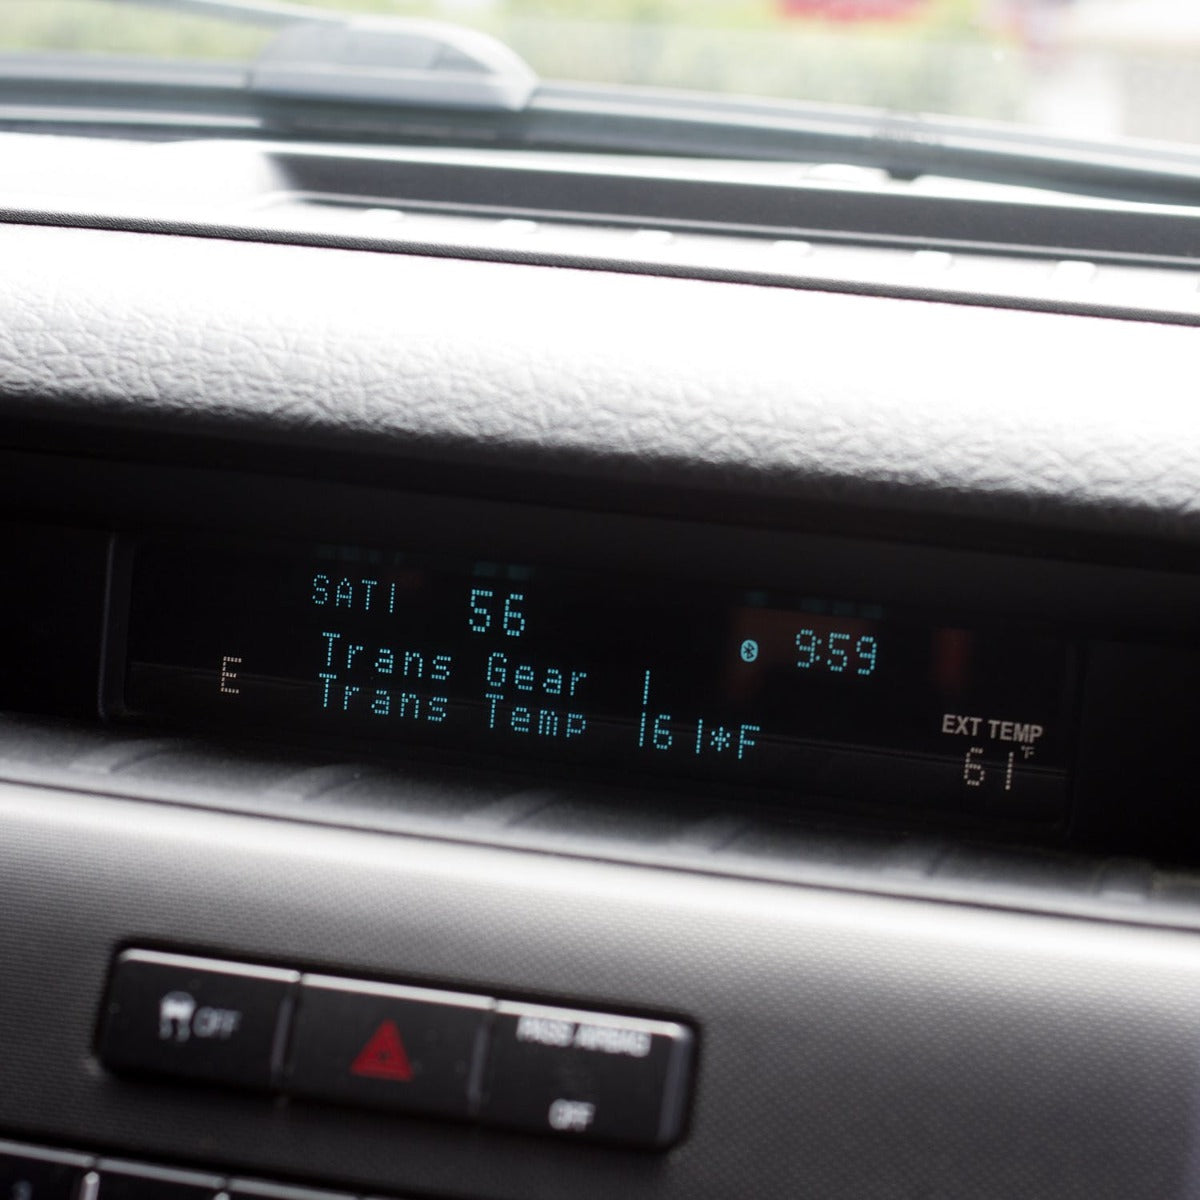 SAT1 56
9:59
Trans Gear 1
Trans Temp 161*F
E
EXT TEMP
61°F
OFF
PASS AIRBAG
OFF